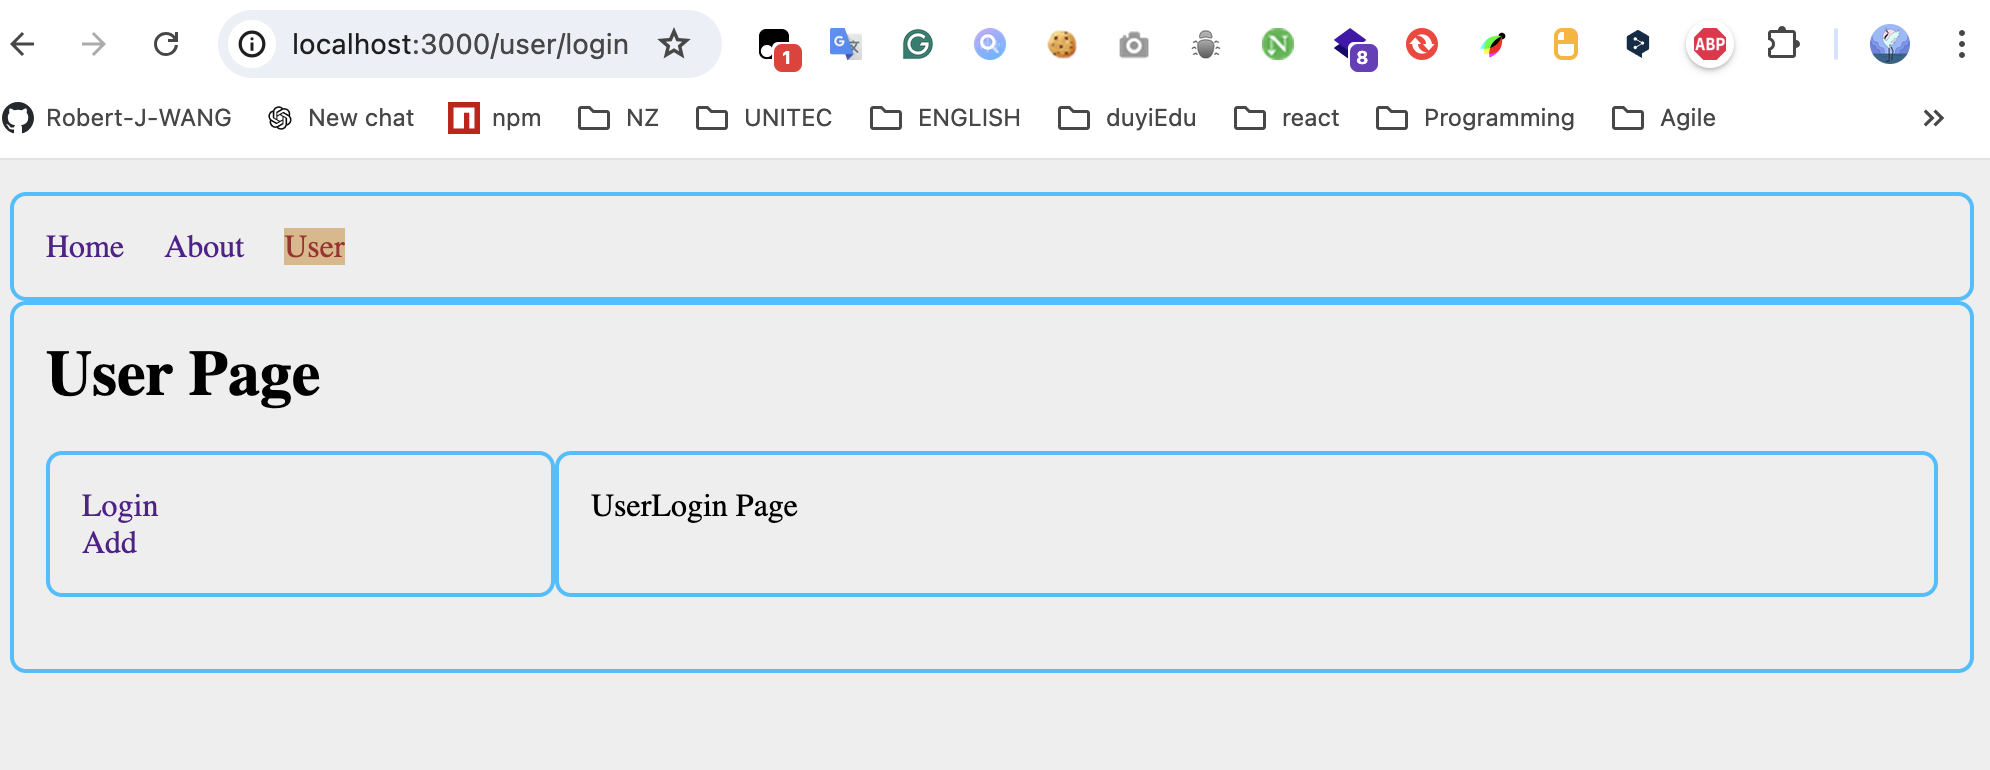 localhost:3000/user/login
1
G
G
N
8
ABP
Robert-J-WANG New chat npm NZ UNITEC ENGLISH duyiEdu react Programming Agile
Home About User
User Page
Login
Add
UserLogin Page